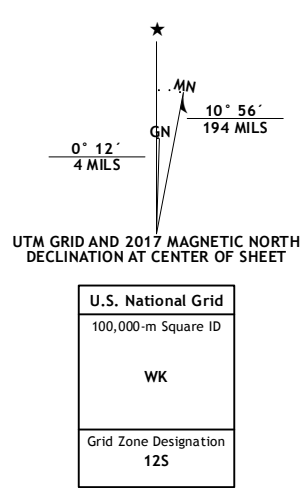 ★
MN
GN
10° 56´
194 MILS
0° 12´
4 MILS
UTM GRID AND 2017 MAGNETIC NORTH
DECLINATION AT CENTER OF SHEET
U.S. National Grid
100,000-m Square ID
WK
Grid Zone Designation
12S